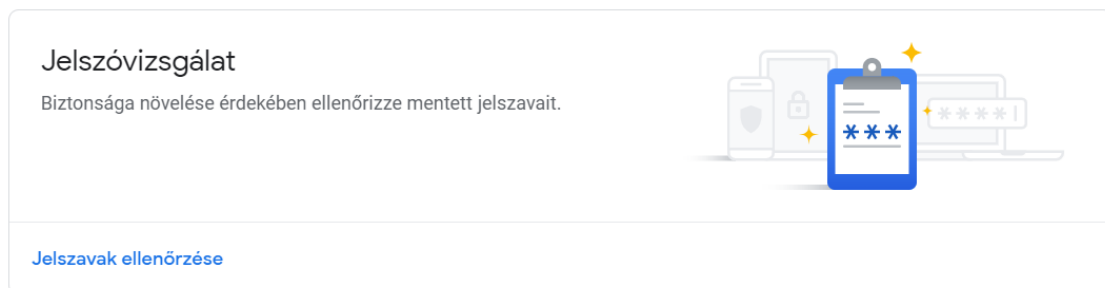 Jelszóvizsgálat
Biztonsága növelése érdekében ellenőrizze mentett jelszavait.
***
****|
Jelszavak ellenőrzése